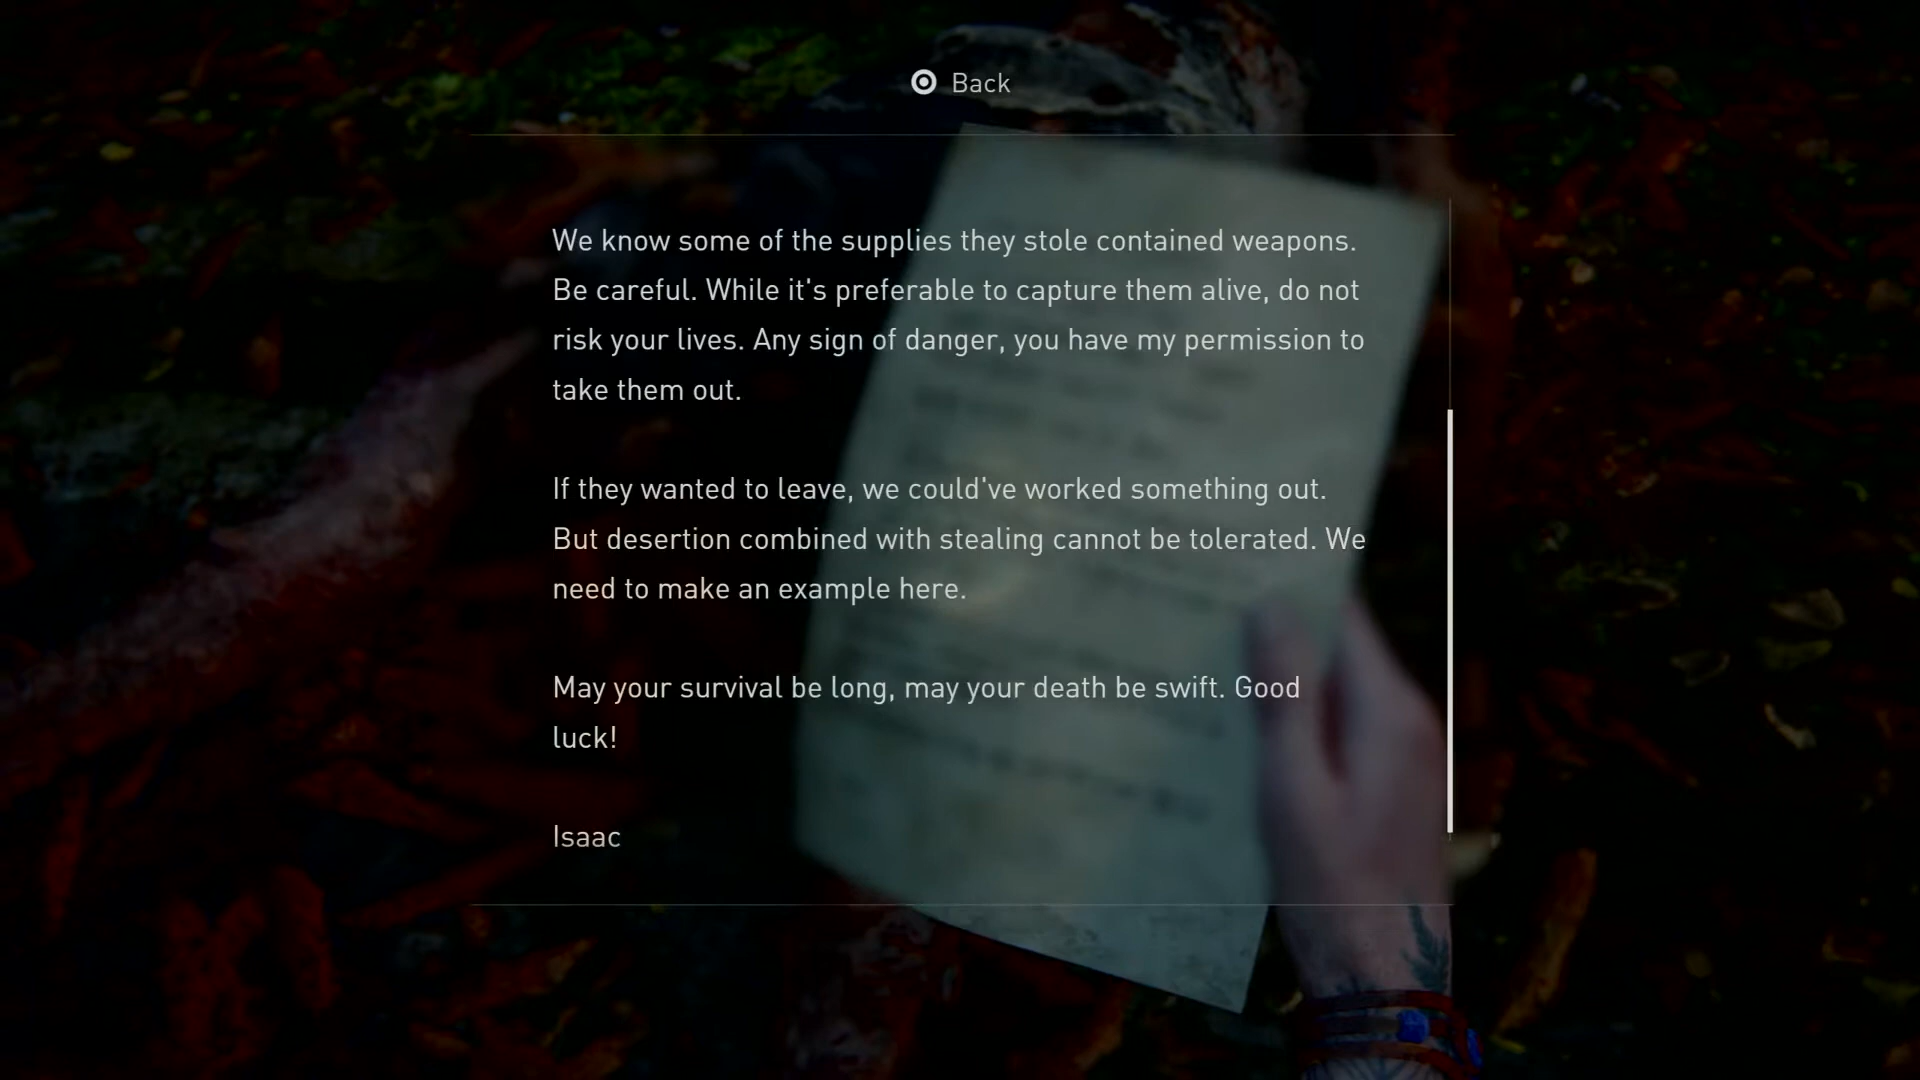 Back
We know some of the supplies they stole contained weapons.
Be careful. While it's preferable to capture them alive, do not
risk your lives. Any sign of danger, you have my permission to
take them out.
If they wanted to leave, we could've worked something out.
But desertion combined with stealing cannot be tolerated. We
need to make an example here.
May your survival be long, may your death be swift. Good
luck!
Isaac